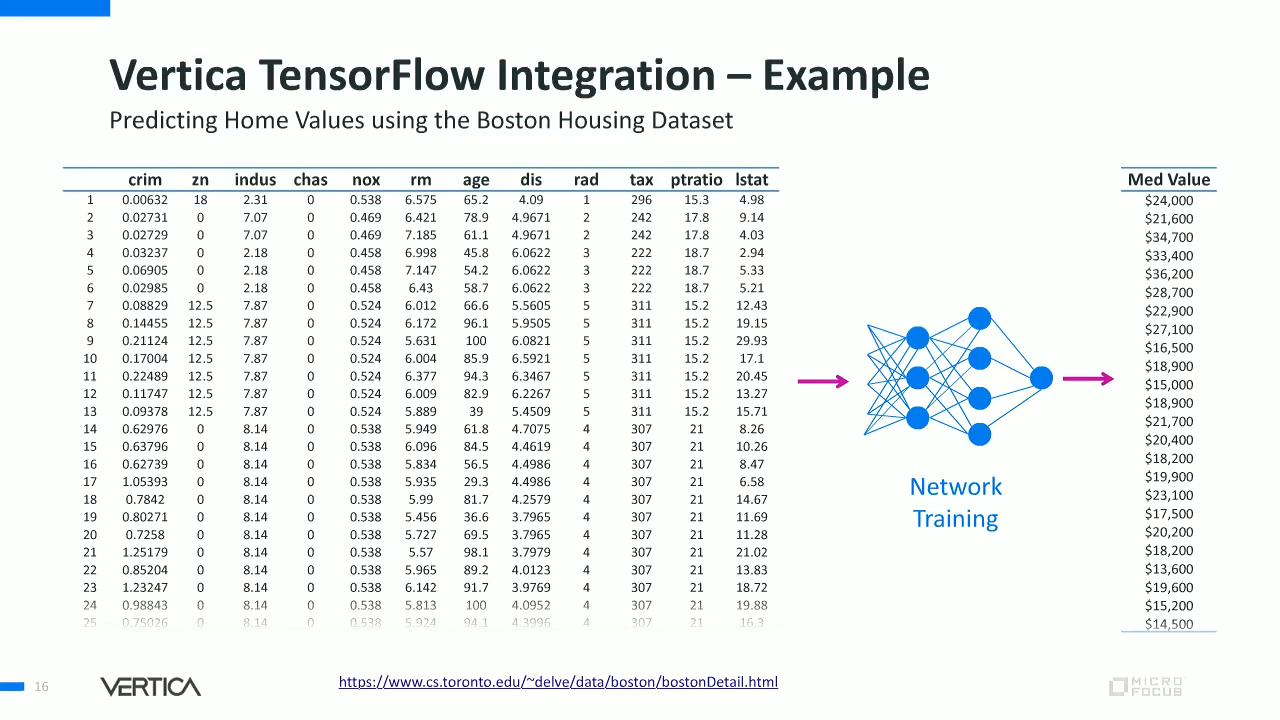 Vertica TensorFlow Integration – Example
Predicting Home Values using the Boston Housing Dataset
crim zn indus chas nox rm age dis rad tax ptratio lstat
1 0.00632 18 2.31 0 0.538 6.575 65.2 4.09 1 296 15.3 4.98
2 0.02731 0 7.07 0 0.469 6.421 78.9 4.9671 2 242 17.8 9.14
3 0.02729 0 7.07 0 0.469 7.185 61.1 4.9671 2 242 17.8 4.03
4 0.03237 0 2.18 0 0.458 6.998 45.8 6.0622 3 222 18.7 2.94
5 0.06905 0 2.18 0 0.458 7.147 54.2 6.0622 3 222 18.7 5.33
6 0.02985 0 2.18 0 0.458 6.43 58.7 6.0622 3 222 18.7 5.21
7 0.08829 12.5 7.87 0 0.524 6.012 66.6 5.5605 5 311 15.2 12.43
8 0.14455 12.5 7.87 0 0.524 6.172 96.1 5.9505 5 311 15.2 19.15
9 0.21124 12.5 7.87 0 0.524 5.631 100 6.0821 5 311 15.2 29.93
10 0.17004 12.5 7.87 0 0.524 6.004 85.9 6.5921 5 311 15.2 17.1
11 0.22489 12.5 7.87 0 0.524 6.377 94.3 6.3467 5 311 15.2 20.45
12 0.11747 12.5 7.87 0 0.524 6.009 82.9 6.2267 5 311 15.2 13.27
13 0.09378 12.5 7.87 0 0.524 5.889 39 5.4509 5 311 15.2 15.71
14 0.62976 0 8.14 0 0.538 5.949 61.8 4.7075 4 307 21 8.26
15 0.63796 0 8.14 0 0.538 6.096 84.5 4.4619 4 307 21 10.26
16 0.62739 0 8.14 0 0.538 5.834 56.5 4.4986 4 307 21 8.47
17 1.05393 0 8.14 0 0.538 5.935 29.3 4.4986 4 307 21 6.58
18 0.7842 0 8.14 0 0.538 5.99 81.7 4.2579 4 307 21 14.67
19 0.80271 0 8.14 0 0.538 5.456 36.6 3.7965 4 307 21 11.69
20 0.7258 0 8.14 0 0.538 5.727 69.5 3.7965 4 307 21 11.28
21 1.25179 0 8.14 0 0.538 5.57 98.1 3.7979 4 307 21 21.02
22 0.85204 0 8.14 0 0.538 5.965 89.2 4.0123 4 307 21 13.83
23 1.23247 0 8.14 0 0.538 6.142 91.7 3.9769 4 307 21 18.72
24 0.98843 0 8.14 0 0.538 5.813 100 4.0952 4 307 21 19.88
25 0.75026 0 8.14 0 0.538 5.924 94.1 4.3996 4 307 21 16.3
Network
Training
Med Value
$24,000
$21,600
$34,700
$33,400
$36,200
$28,700
$22,900
$27,100
$16,500
$18,900
$15,000
$18,900
$21,700
$20,400
$18,200
$19,900
$23,100
$17,500
$20,200
$18,200
$13,600
$19,600
$15,200
$14,500
16
VERTICA
https://www.cs.toronto.edu/~delve/data/boston/bostonDetail.html
MICRO
FOCUS